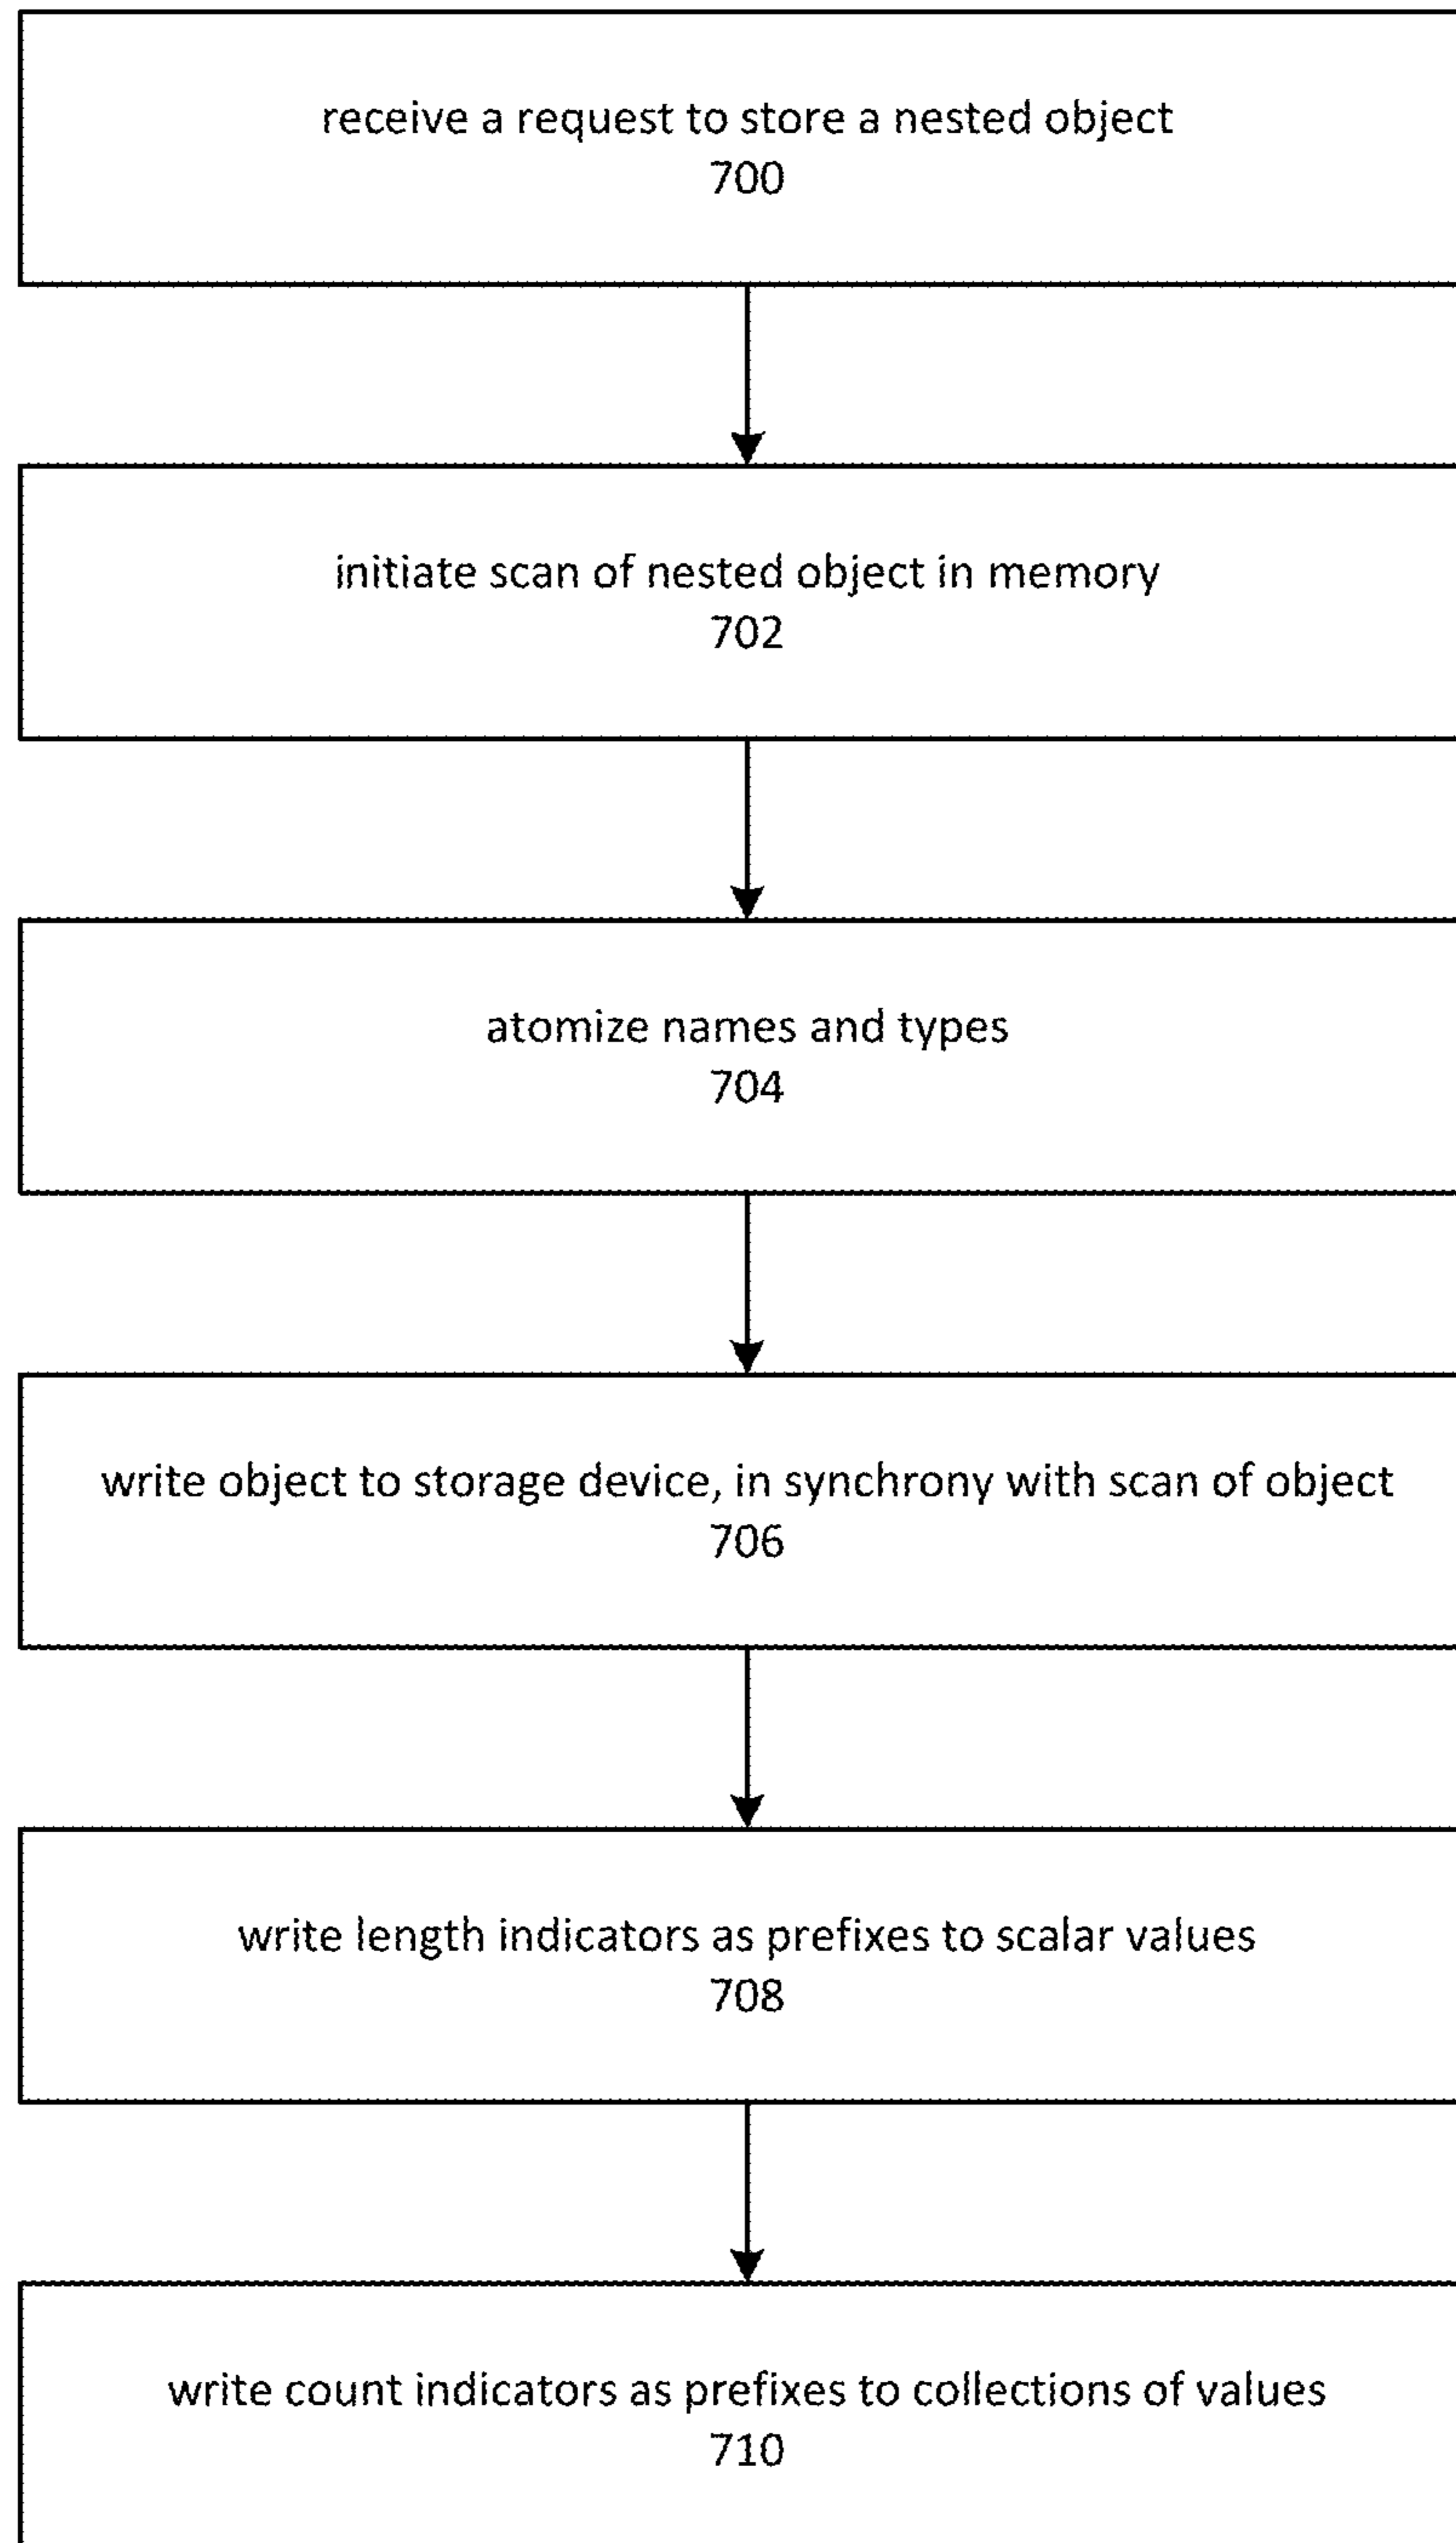 receive a request to store a nested object
700
initiate scan of nested object in memory
702
atomize names and types
704
write object to storage device, in synchrony with scan of object
706
write length indicators as prefixes to scalar values
708
write count indicators as prefixes to collections of values
710